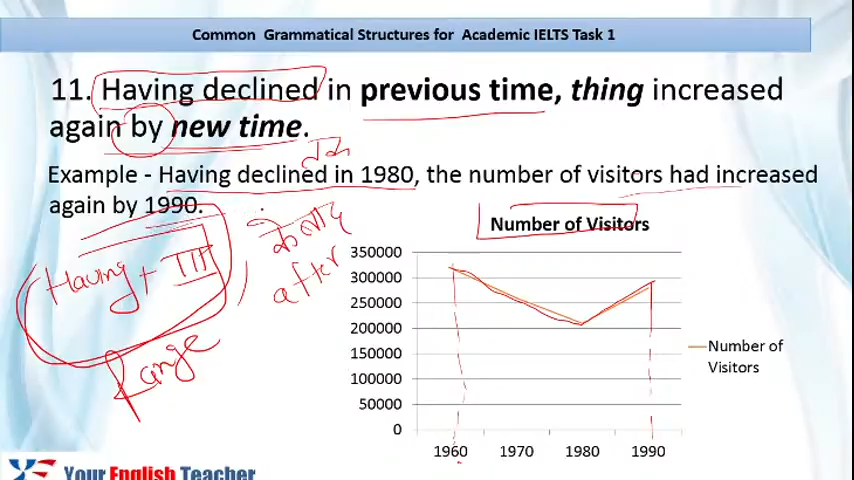 Common Grammatical Structures for Academic IELTS Task 1
11. Having declined in previous time, thing increased
again by new time.
तक
Example - Having declined in 1980, the number of visitors had increased
again by 1990.
Having + III
के बाद
after
Range
Number of Visitors
350000
300000
250000
200000
150000
100000
50000
0
1960 1970 1980 1990
Number of
Visitors
Your English Teacher